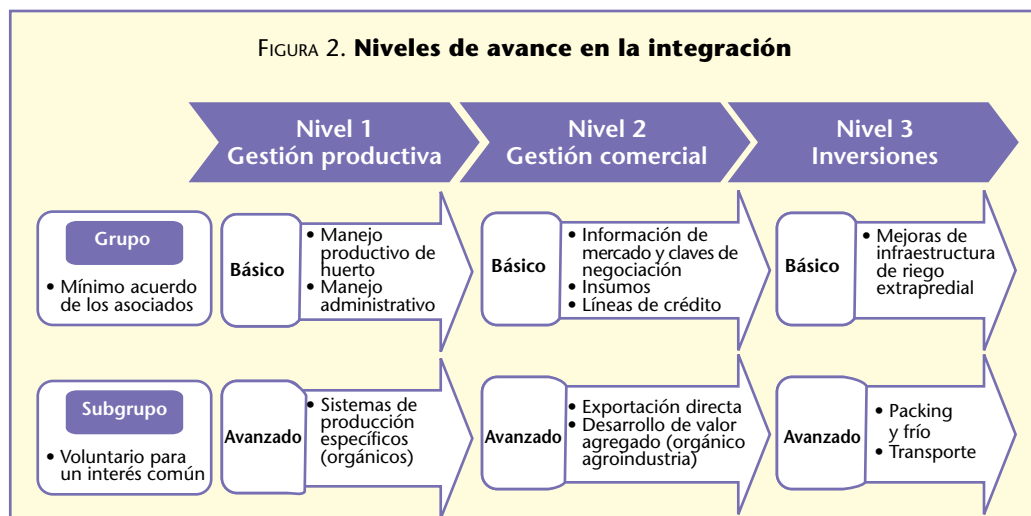 FIGURA 2. Niveles de avance en la integración
Nivel 1
Gestión productiva
Nivel 2
Gestión comercial
Nivel 3
Inversiones
Grupo
• Mínimo acuerdo
de los asociados
Básico
• Manejo
productivo de
huerto
• Manejo
administrativo
Básico
• Información de
mercado y claves de
negociación
• Insumos
• Líneas de crédito
Básico
• Mejoras de
infraestructura
de riego
extrapredial
Subgrupo
• Voluntario para
un interés común
Avanzado
• Sistemas de
producción
específicos
(orgánicos)
Avanzado
• Exportación directa
• Desarrollo de valor
agregado (orgánico
agroindustria)
Avanzado
• Packing
y frío
• Transporte